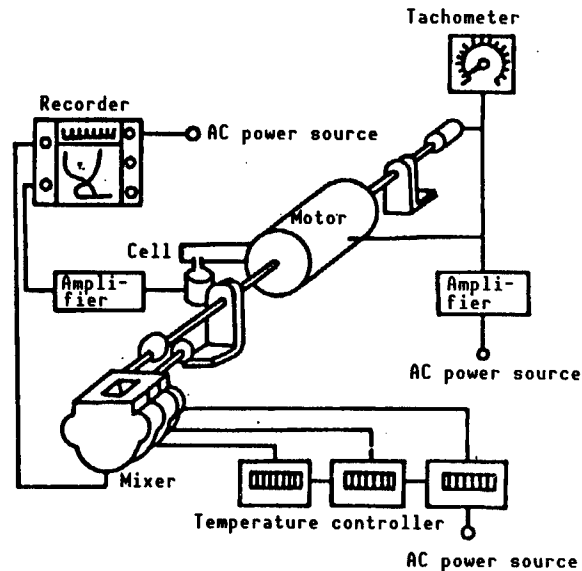 Tachometer
Recorder
AC power source
Motor
Cell
Ampli-
fier
Ampli-
fier
AC power source
Mixer
Temperature controller
AC power source